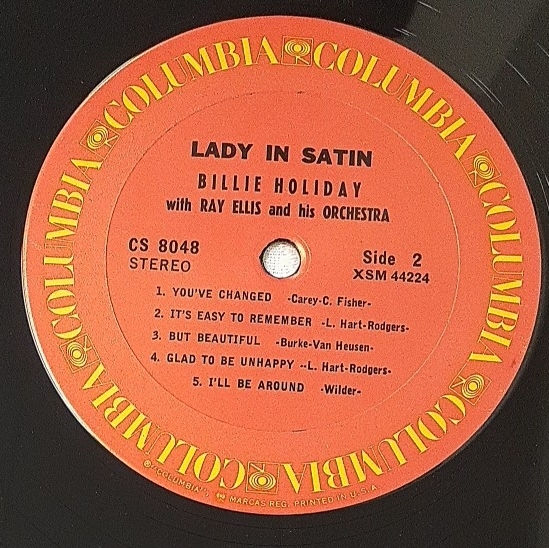 COLUMBIA COLUMBIA COLUMBIA COLUMBIA COLUMBIA COLUMBIA
LADY IN SATIN
BILLIE HOLIDAY
with RAY ELLIS and his ORCHESTRA
CS 8048
STEREO
Side 2
XSM 44224
1. YOU'VE CHANGED -Carey-C. Fisher-
2. IT'S EASY TO REMEMBER -L. Hart-Rodgers-
3. BUT BEAUTIFUL -Burke-Van Heusen-
4. GLAD TO BE UNHAPPY --L. Hart-Rodgers-
5. I'LL BE AROUND -Wilder-
® "COLUMBIA", MARCAS REG. PRINTED IN U.S.A.